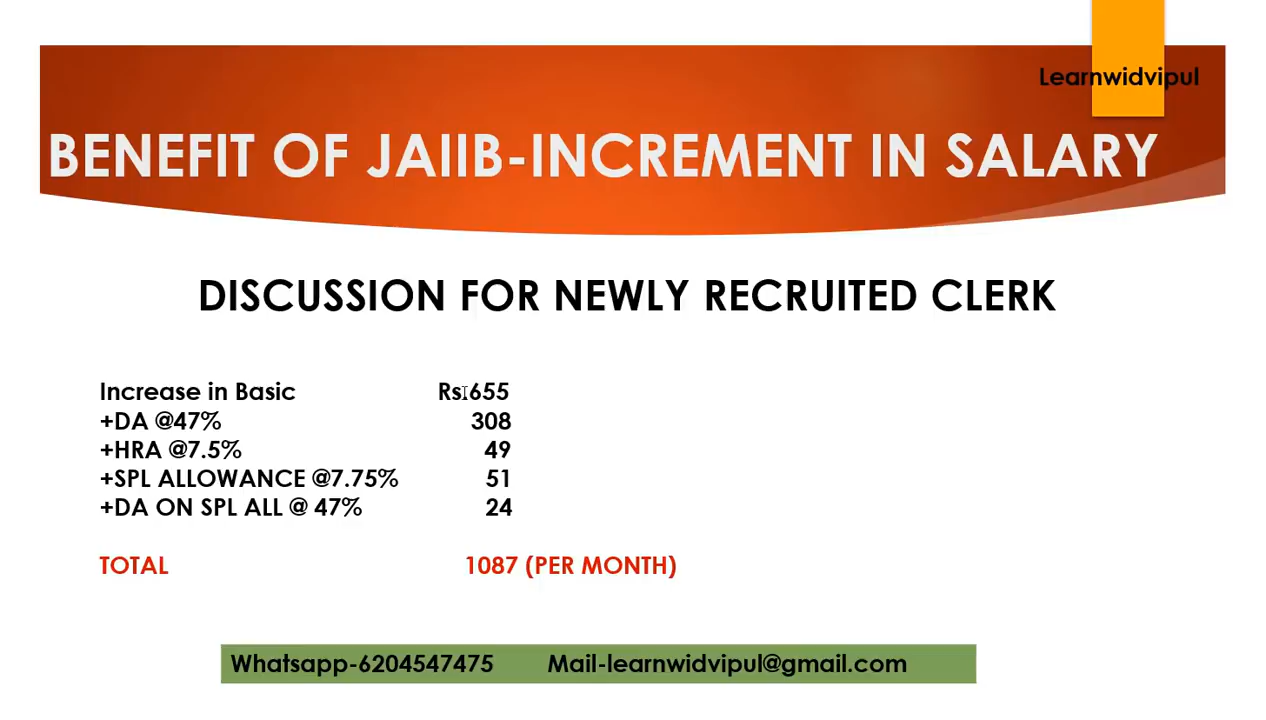 Learnwidvipul
BENEFIT OF JAIIB-INCREMENT IN SALARY
DISCUSSION FOR NEWLY RECRUITED CLERK
Increase in Basic Rs 655
+DA @47% 308
+HRA @7.5% 49
+SPL ALLOWANCE @7.75% 51
+DA ON SPL ALL @ 47% 24
TOTAL 1087 (PER MONTH)
Whatsapp-6204547475 Mail-learnwidvipul@gmail.com